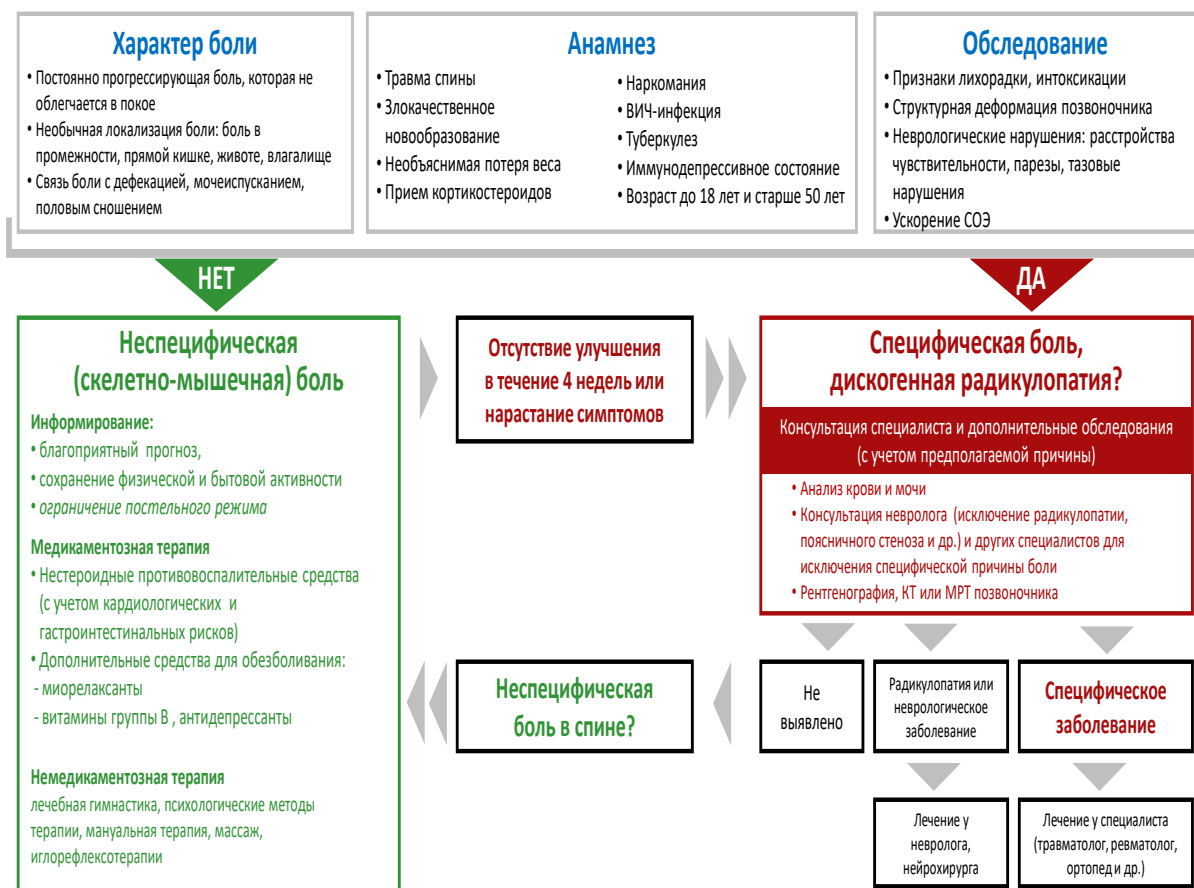 Характер боли
• Постоянно прогрессирующая боль, которая не
облегчается в покое
• Необычная локализация боли: боль в
промежности, прямой кишке, животе, влагалище
• Связь боли с дефекацией, мочеиспусканием,
половым сношением
Анамнез
• Травма спины
• Злокачественное
новообразование
• Необъяснимая потеря веса
• Прием кортикостероидов
• Наркомания
• ВИЧ-инфекция
• Туберкулез
• Иммунодепрессивное состояние
• Возраст до 18 лет и старше 50 лет
Обследование
• Признаки лихорадки, интоксикации
• Структурная деформация позвоночника
• Неврологические нарушения: расстройства
чувствительности, парезы, тазовые
нарушения
• Ускорение СОЭ
НЕТ
ДА
Неспецифическая
(скелетно-мышечная) боль
Информирование:
• благоприятный прогноз,
• сохранение физической и бытовой активности
• ограничение постельного режима
Медикаментозная терапия
• Нестероидные противовоспалительные средства
(с учетом кардиологических и
гастроинтестинальных рисков)
• Дополнительные средства для обезболивания:
- миорелаксанты
- витамины группы В , антидепрессанты
Немедикаментозная терапия
лечебная гимнастика, психологические методы
терапии, мануальная терапия, массаж,
иглорефлексотерапии
Отсутствие улучшения
в течение 4 недель или
нарастание симптомов
Специфическая боль,
дискогенная радикулопатия?
Консультация специалиста и дополнительные обследования
(с учетом предполагаемой причины)
• Анализ крови и мочи
• Консультация невролога (исключение радикулопатии,
поясничного стеноза и др.) и других специалистов для
исключения специфической причины боли
• Рентгенография, КТ или МРТ позвоночника
Неспецифическая
боль в спине?
Не
выявлено
Радикулопатия или
неврологическое
заболевание
Специфическое
заболевание
Лечение у
невролога,
нейрохирурга
Лечение у специалиста
(травматолог, ревматолог,
ортопед и др.)